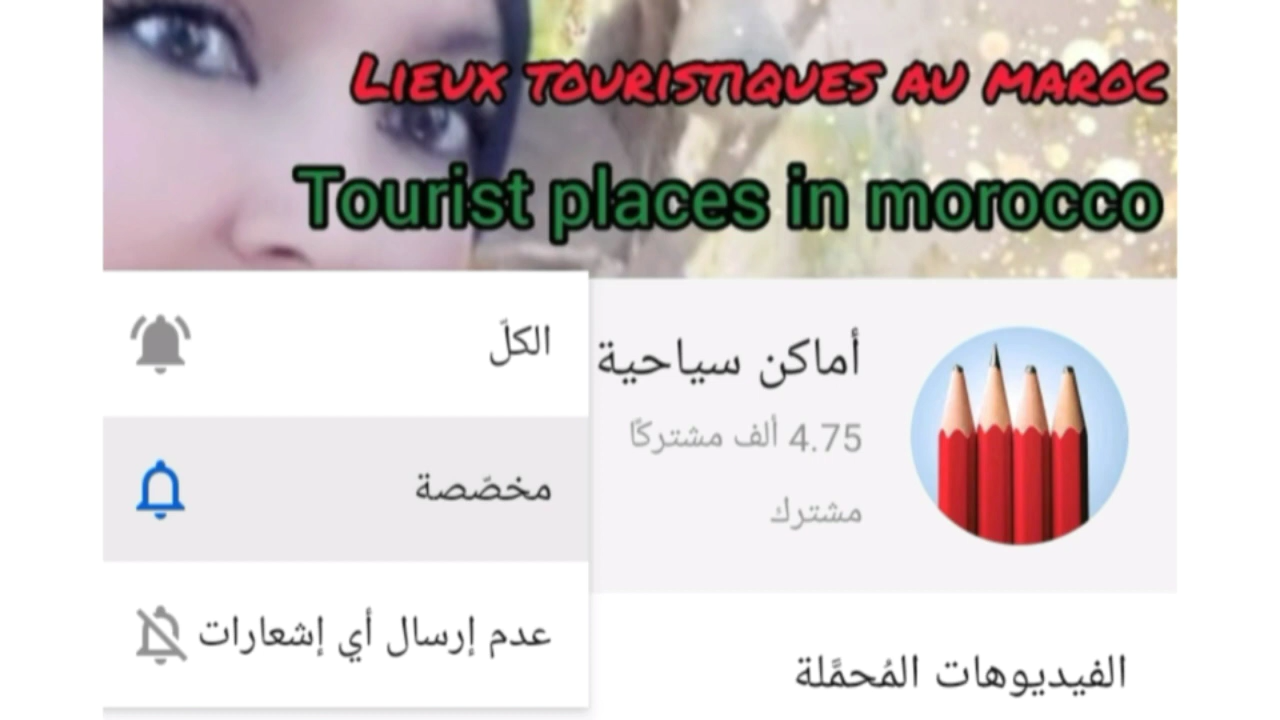 Lieux touristiques au maroc
Tourist places in morocco
أماكن سياحية
4.75 ألف مشتركًا
مشترك
الكلّ
مخصّصة
عدم إرسال أي إشعارات
الفيديوهات المُحمَّلة